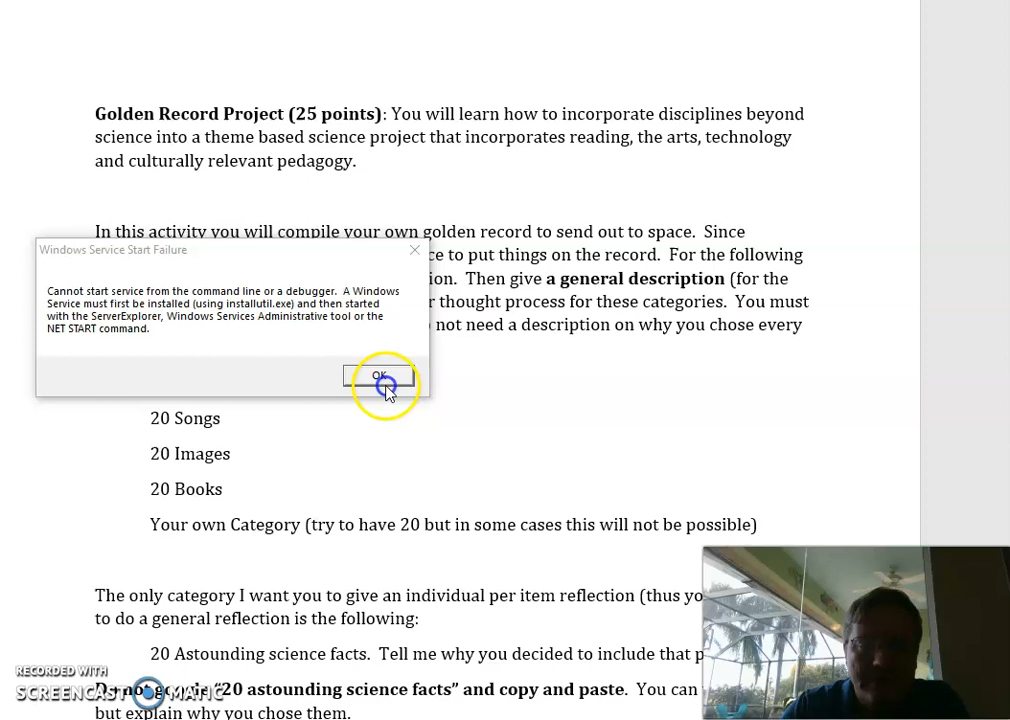 Golden Record Project (25 points): You will learn how to incorporate disciplines beyond
science into a theme based science project that incorporates reading, the arts, technology
and culturally relevant pedagogy.
In this activity you will compile your own golden record to send out to space. Since
ce to put things on the record. For the following
ion. Then give a general description (for the
r thought process for these categories. You must
not need a description on why you chose every
Windows Service Start Failure
Cannot start service from the command line or a debugger. A Windows
Service must first be installed (using installutil.exe) and then started
with the ServerExplorer, Windows Services Administrative tool or the
NET START command.
OK
20 Songs
20 Images
20 Books
Your own Category (try to have 20 but in some cases this will not be possible)
The only category I want you to give an individual per item reflection (thus yo
to do a general reflection is the following:
20 Astounding science facts. Tell me why you decided to include that p
"20 astounding science facts" and copy and paste. You can
but explain why you chose them.
RECORDED WITH
SCREENCAST MATIC